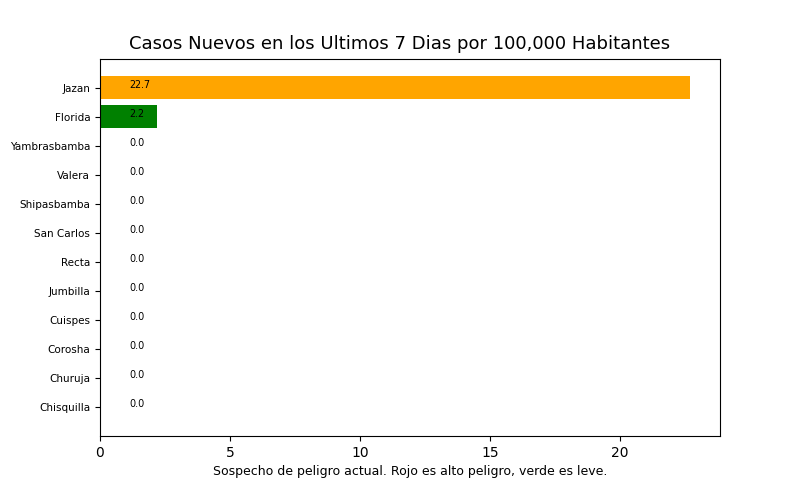 Casos Nuevos en los Ultimos 7 Dias por 100,000 Habitantes
Jazan 22.7
Florida 2.2
Yambrasbamba 0.0
Valera 0.0
Shipasbamba 0.0
San Carlos 0.0
Recta 0.0
Jumbilla 0.0
Cuispes 0.0
Corosha 0.0
Churuja 0.0
Chisquilla 0.0
0 5 10 15 20
Sospecho de peligro actual. Rojo es alto peligro, verde es leve.